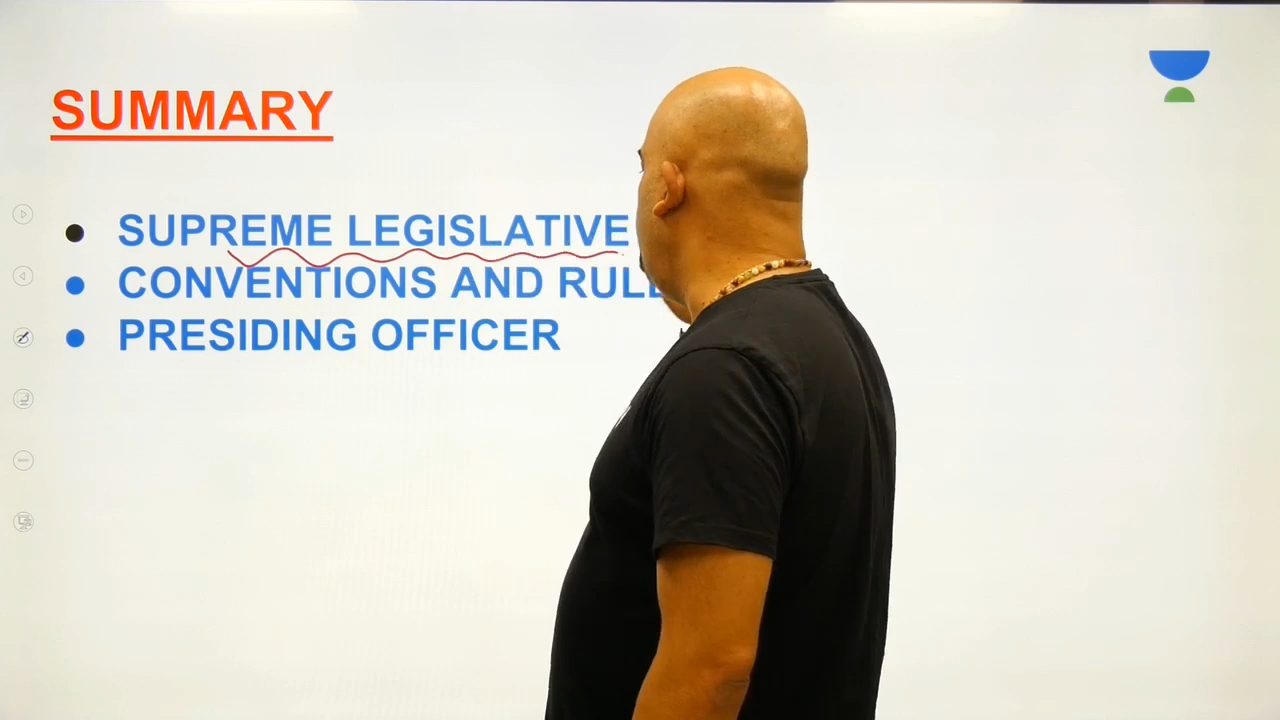 SUMMARY
SUPREME LEGISLATIVE
CONVENTIONS AND
PRESIDING OFFICER